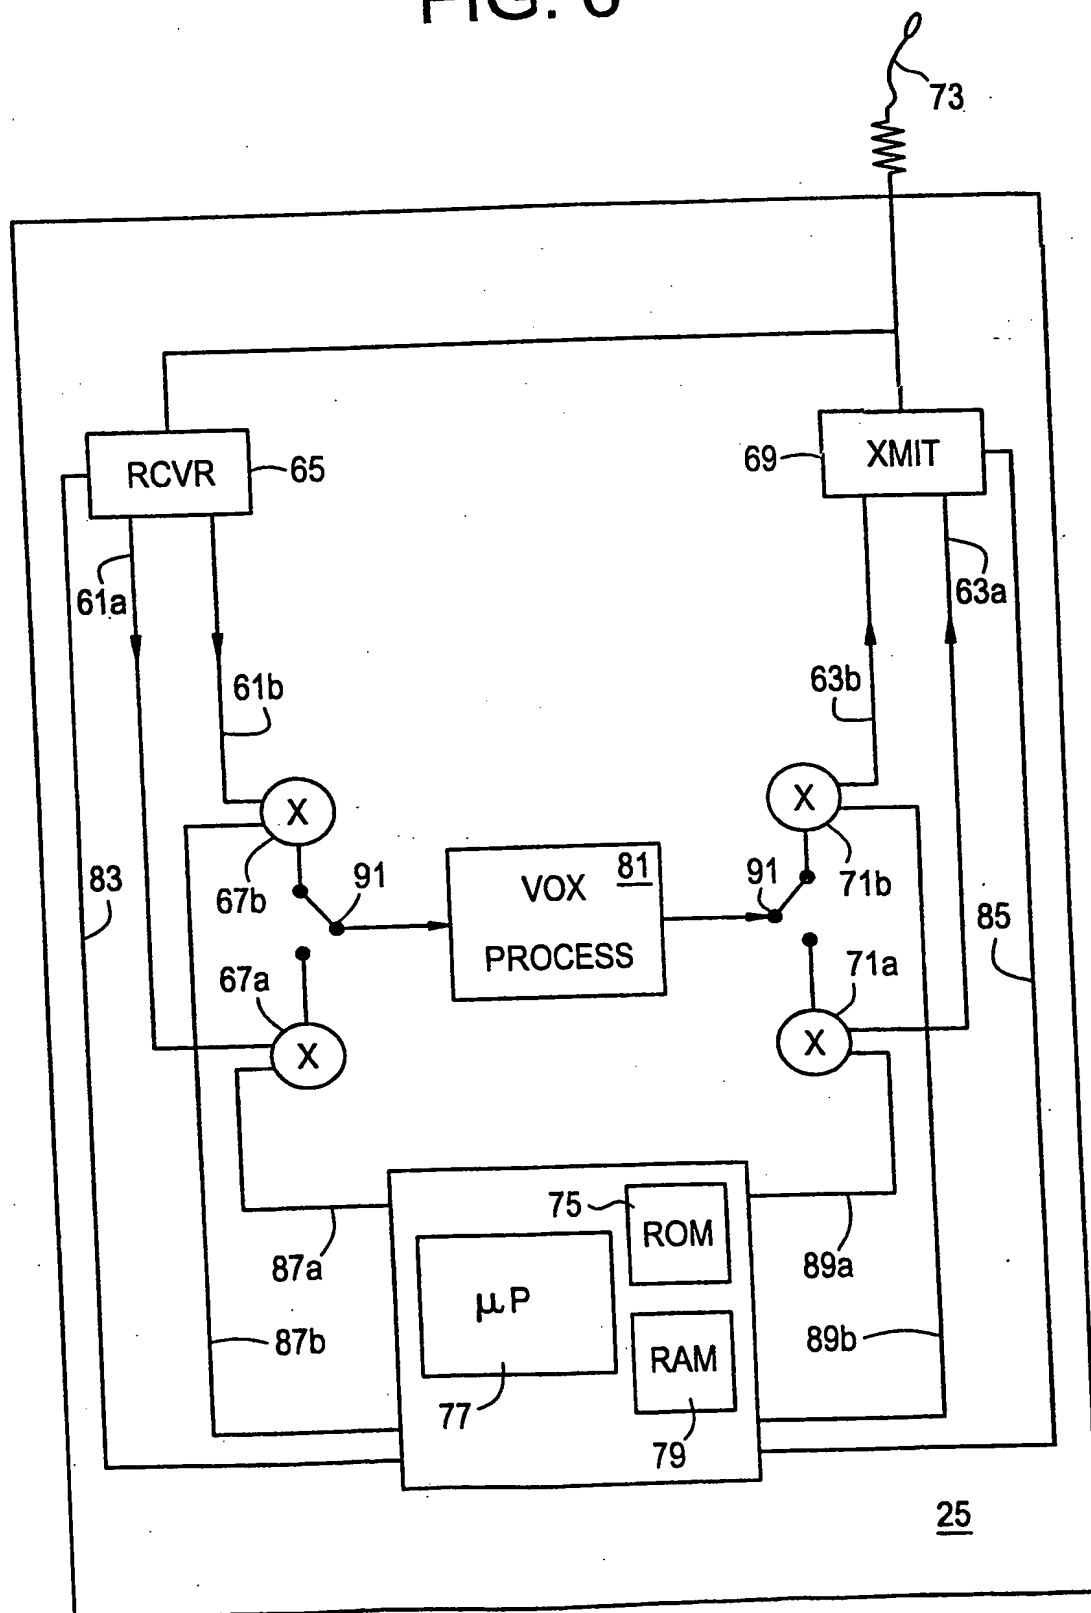 FIG. 6
73
RCVR
65
69
XMIT
61a
63a
61b
63b
X
X
83
67b
91
VOX
81
PROCESS
91
71b
85
67a
71a
X
X
75
ROM
87a
89a
μP
87b
89b
RAM
77
79
25